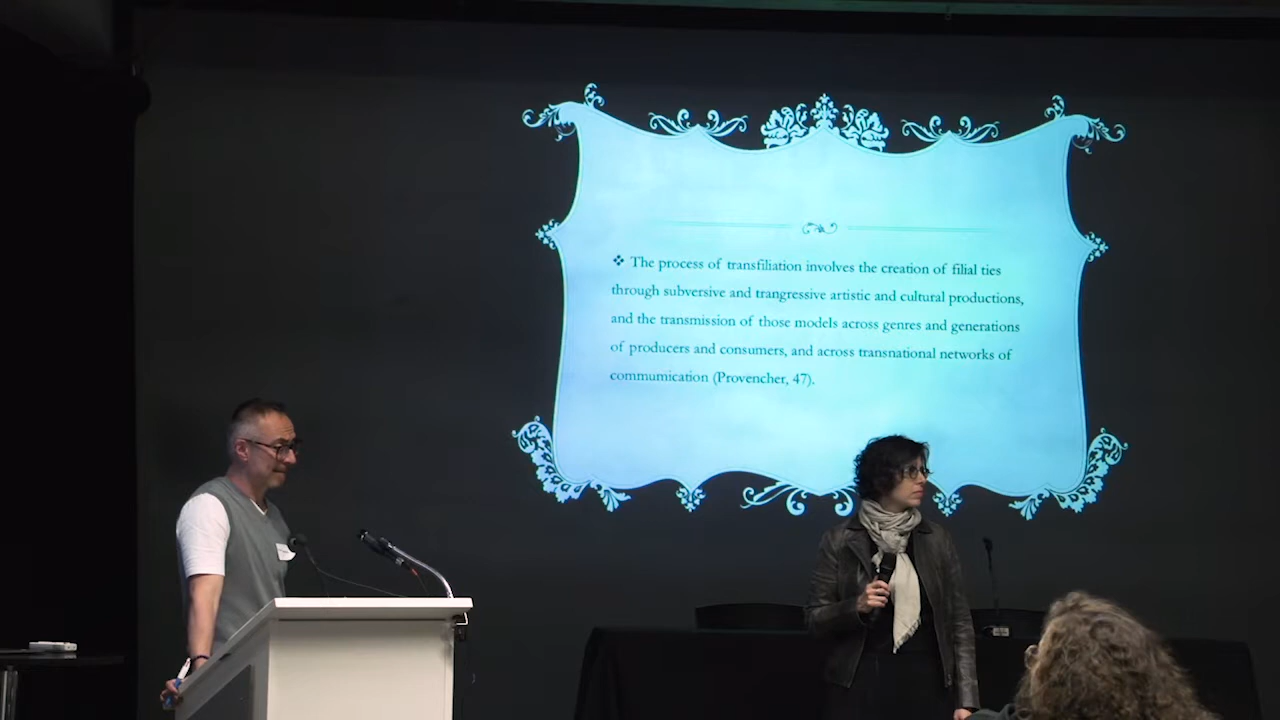 ❖ The process of transfiliation involves the creation of filial ties
through subversive and trangressive artistic and cultural productions,
and the transmission of those models across genres and generations
of producers and consumers, and across transnational networks of
commumication (Provencher, 47).